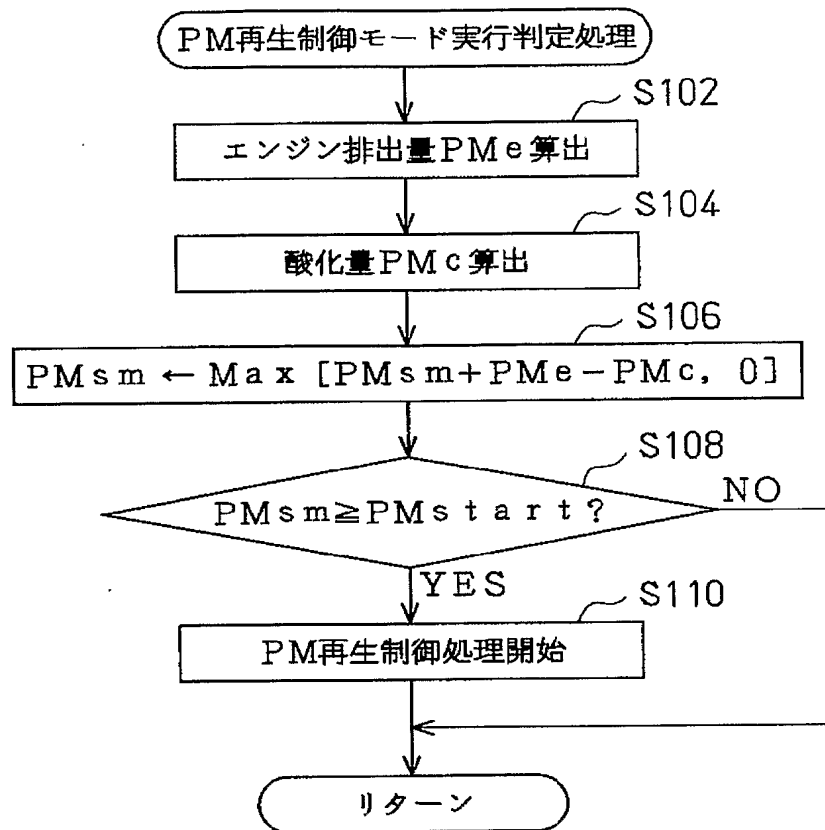 PM再生制御モード実行判定処理
S102
エンジン排出量PMe算出
S104
酸化量PMc算出
S106
PMsm ← Max [PMsm+PMe−PMc, 0]
S108
PMsm≧PMstart?
NO
YES
S110
PM再生制御処理開始
リターン